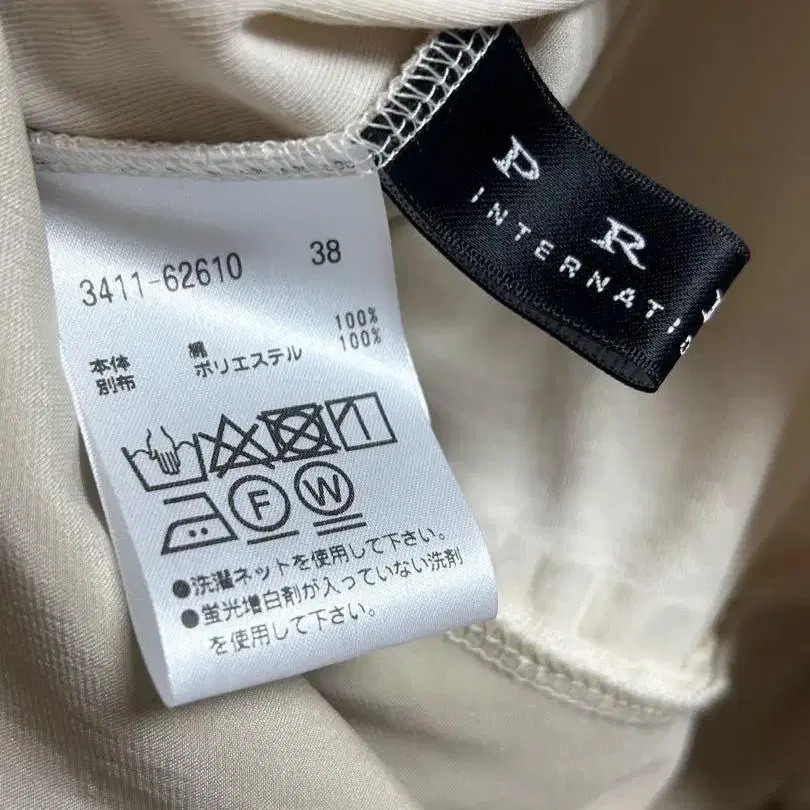 3411-62610 38
本体 綿 100%
別布 ポリエステル 100%
F W
●洗濯ネットを使用して下さい。
●蛍光増白剤が入っていない洗剤
を使用して下さい。
D R
INTERNATIO